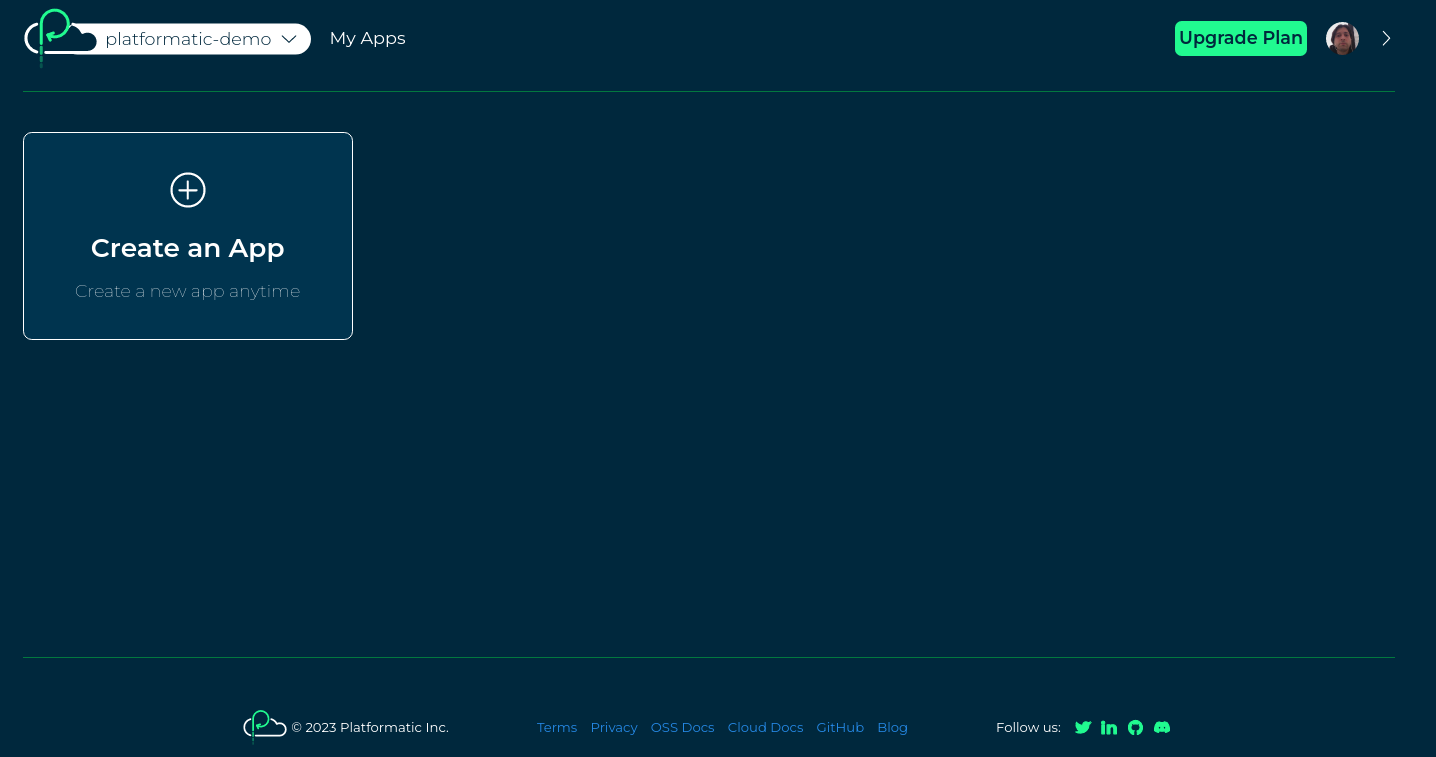 platformatic-demo My Apps Upgrade Plan
Create an App
Create a new app anytime
© 2023 Platformatic Inc. Terms Privacy OSS Docs Cloud Docs GitHub Blog Follow us: